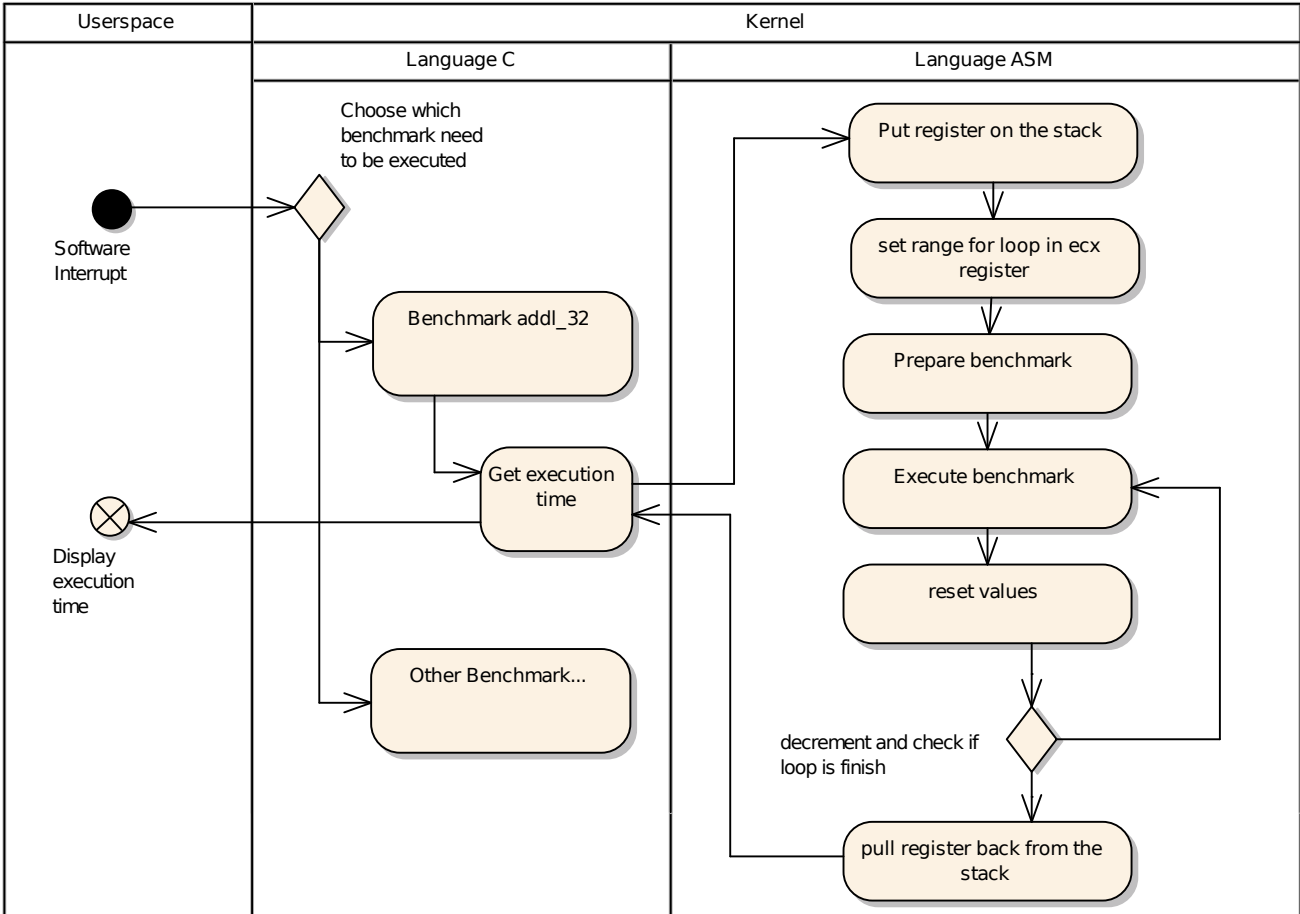 Userspace
Kernel
Language C
Language ASM
Choose which
benchmark need
to be executed
Software
Interrupt
Benchmark addl_32
Get execution
time
Display
execution
time
Other Benchmark...
Put register on the stack
set range for loop in ecx
register
Prepare benchmark
Execute benchmark
reset values
decrement and check if
loop is finish
pull register back from the
stack